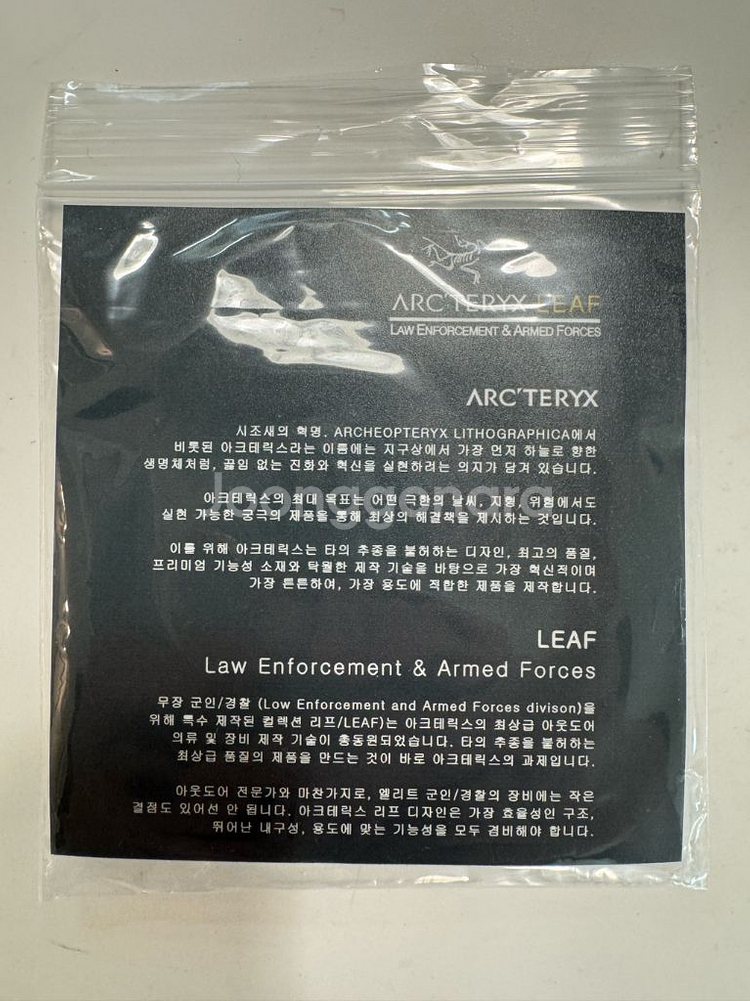 ARC'TERYX LEAF
LAW ENFORCEMENT & ARMED FORCES
ARC'TERYX
시조새의 혁명. ARCHEOPTERYX LITHOGRAPHICA에서
비롯된 아크테릭스라는 이름에는 지구상에서 가장 먼저 하늘로 향한
생명체처럼, 끓임 없는 진화와 혁신을 실현하려는 의지가 담겨 있습니다.
아크테릭스의 최대 목표는 어떤 극한의 날씨, 지형, 위험에서도
실현 가능한 궁극의 제품을 통해 최상의 해결책을 제시하는 것입니다.
joonggonara
이를 위해 아크테릭스는 타의 추종을 불허하는 디자인, 최고의 품질,
프리미엄 기능성 소재와 탁월한 제작 기술을 바탕으로 가장 혁신적이며
가장 튼튼하여, 가장 용도에 적합한 제품을 제작합니다.
LEAF
Law Enforcement & Armed Forces
무장 군인/경찰 (Low Enforcement and Armed Forces divison)을
위해 특수 제작된 컬렉션 리프/LEAF)는 아크테릭스의 최상급 아웃도어
의류 및 장비 제작 기술이 총동원되었습니다. 타의 추종을 불허하는
최상급 품질의 제품을 만드는 것이 바로 아크테릭스의 과제입니다.
아웃도어 전문가와 마찬가지로, 엘리트 군인/경찰의 장비에는 작은
결점도 있어선 안 됩니다. 아크테릭스 리프 디자인은 가장 효율성인 구조,
뛰어난 내구성, 용도에 맞는 기능성을 모두 겸비해야 합니다.